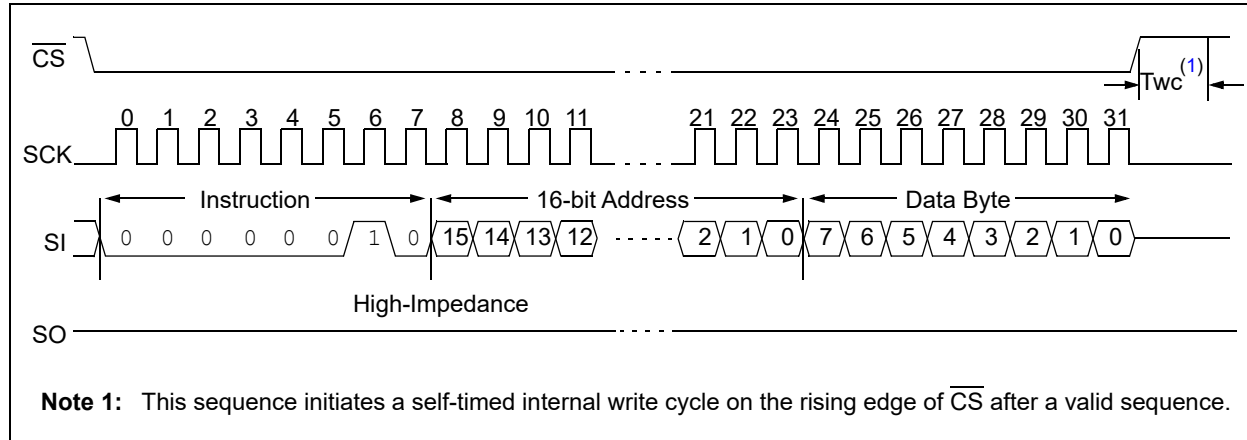 CS
Twc(1)
0 1 2 3 4 5 6 7 8 9 10 11 21 22 23 24 25 26 27 28 29 30 31
SCK
Instruction 16-bit Address Data Byte
SI 0 0 0 0 0 0 1 0 15 14 13 12 2 1 0 7 6 5 4 3 2 1 0
High-Impedance
SO
Note 1: This sequence initiates a self-timed internal write cycle on the rising edge of CS after a valid sequence.